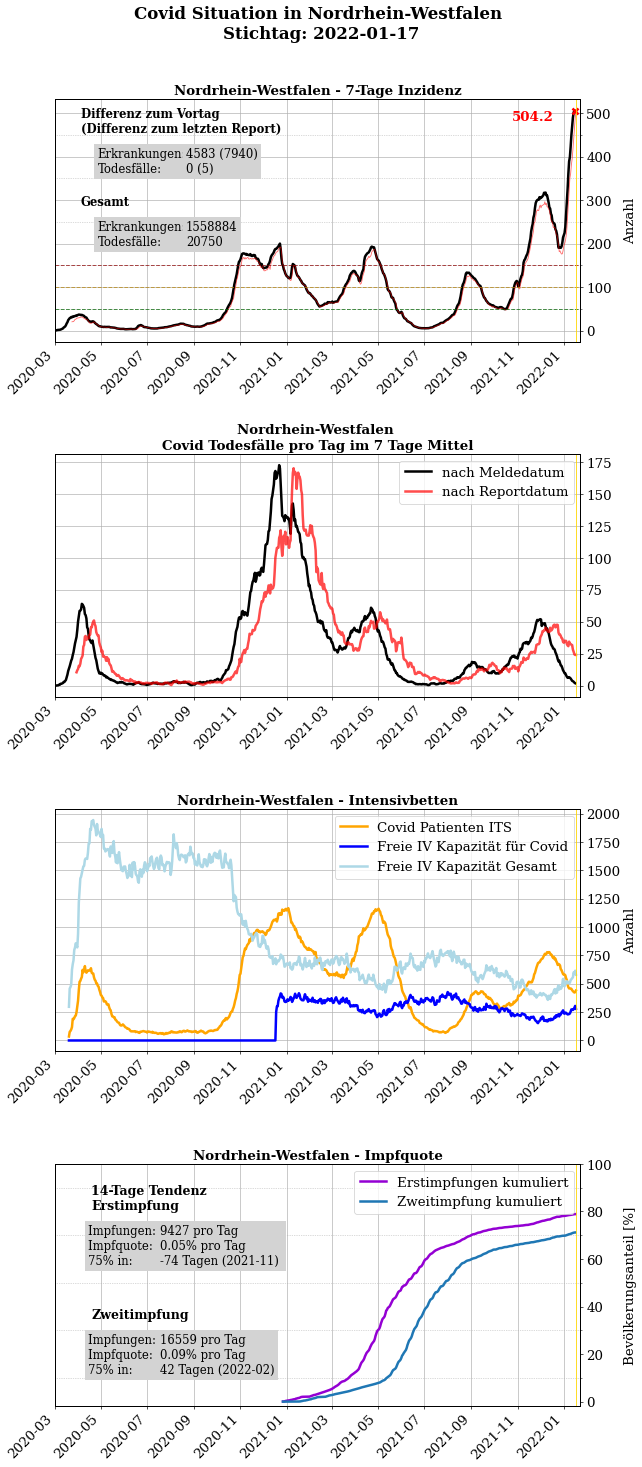 Covid Situation in Nordrhein-Westfalen
Stichtag: 2022-01-17
Nordrhein-Westfalen - 7-Tage Inzidenz
Differenz zum Vortag
(Differenz zum letzten Report)
Erkrankungen 4583 (7940)
Todesfälle: 0 (5)
Gesamt
Erkrankungen 1558884
Todesfälle: 20750
504.2
500
400
300
200
100
0
Anzahl
2020-03
2020-05
2020-07
2020-09
2020-11
2021-01
2021-03
2021-05
2021-07
2021-09
2021-11
2022-01
Nordrhein-Westfalen
Covid Todesfälle pro Tag im 7 Tage Mittel
nach Meldedatum
nach Reportdatum
175
150
125
100
75
50
25
0
2020-03
2020-05
2020-07
2020-09
2020-11
2021-01
2021-03
2021-05
2021-07
2021-09
2021-11
2022-01
Nordrhein-Westfalen - Intensivbetten
Covid Patienten ITS
Freie IV Kapazität für Covid
Freie IV Kapazität Gesamt
2000
1750
1500
1250
1000
750
500
250
0
Anzahl
2020-03
2020-05
2020-07
2020-09
2020-11
2021-01
2021-03
2021-05
2021-07
2021-09
2021-11
2022-01
Nordrhein-Westfalen - Impfquote
14-Tage Tendenz
Erstimpfung
Impfungen: 9427 pro Tag
Impfquote: 0.05% pro Tag
75% in: -74 Tagen (2021-11)
Zweitimpfung
Impfungen: 16559 pro Tag
Impfquote: 0.09% pro Tag
75% in: 42 Tagen (2022-02)
Erstimpfungen kumuliert
Zweitimpfung kumuliert
100
80
60
40
20
0
Bevölkerungsanteil [%]
2020-03
2020-05
2020-07
2020-09
2020-11
2021-01
2021-03
2021-05
2021-07
2021-09
2021-11
2022-01